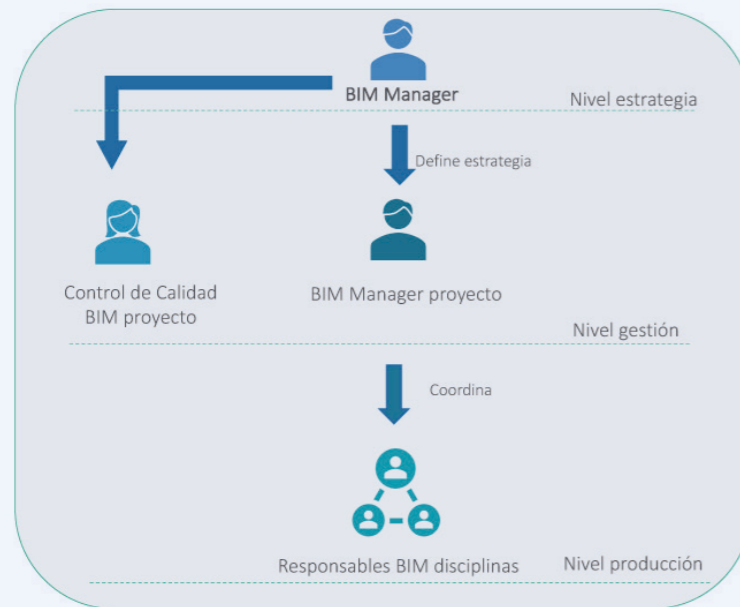 BIM Manager
Nivel estrategia
Define estrategia
Control de Calidad
BIM proyecto
BIM Manager proyecto
Nivel gestión
Coordina
Responsables BIM disciplinas
Nivel producción